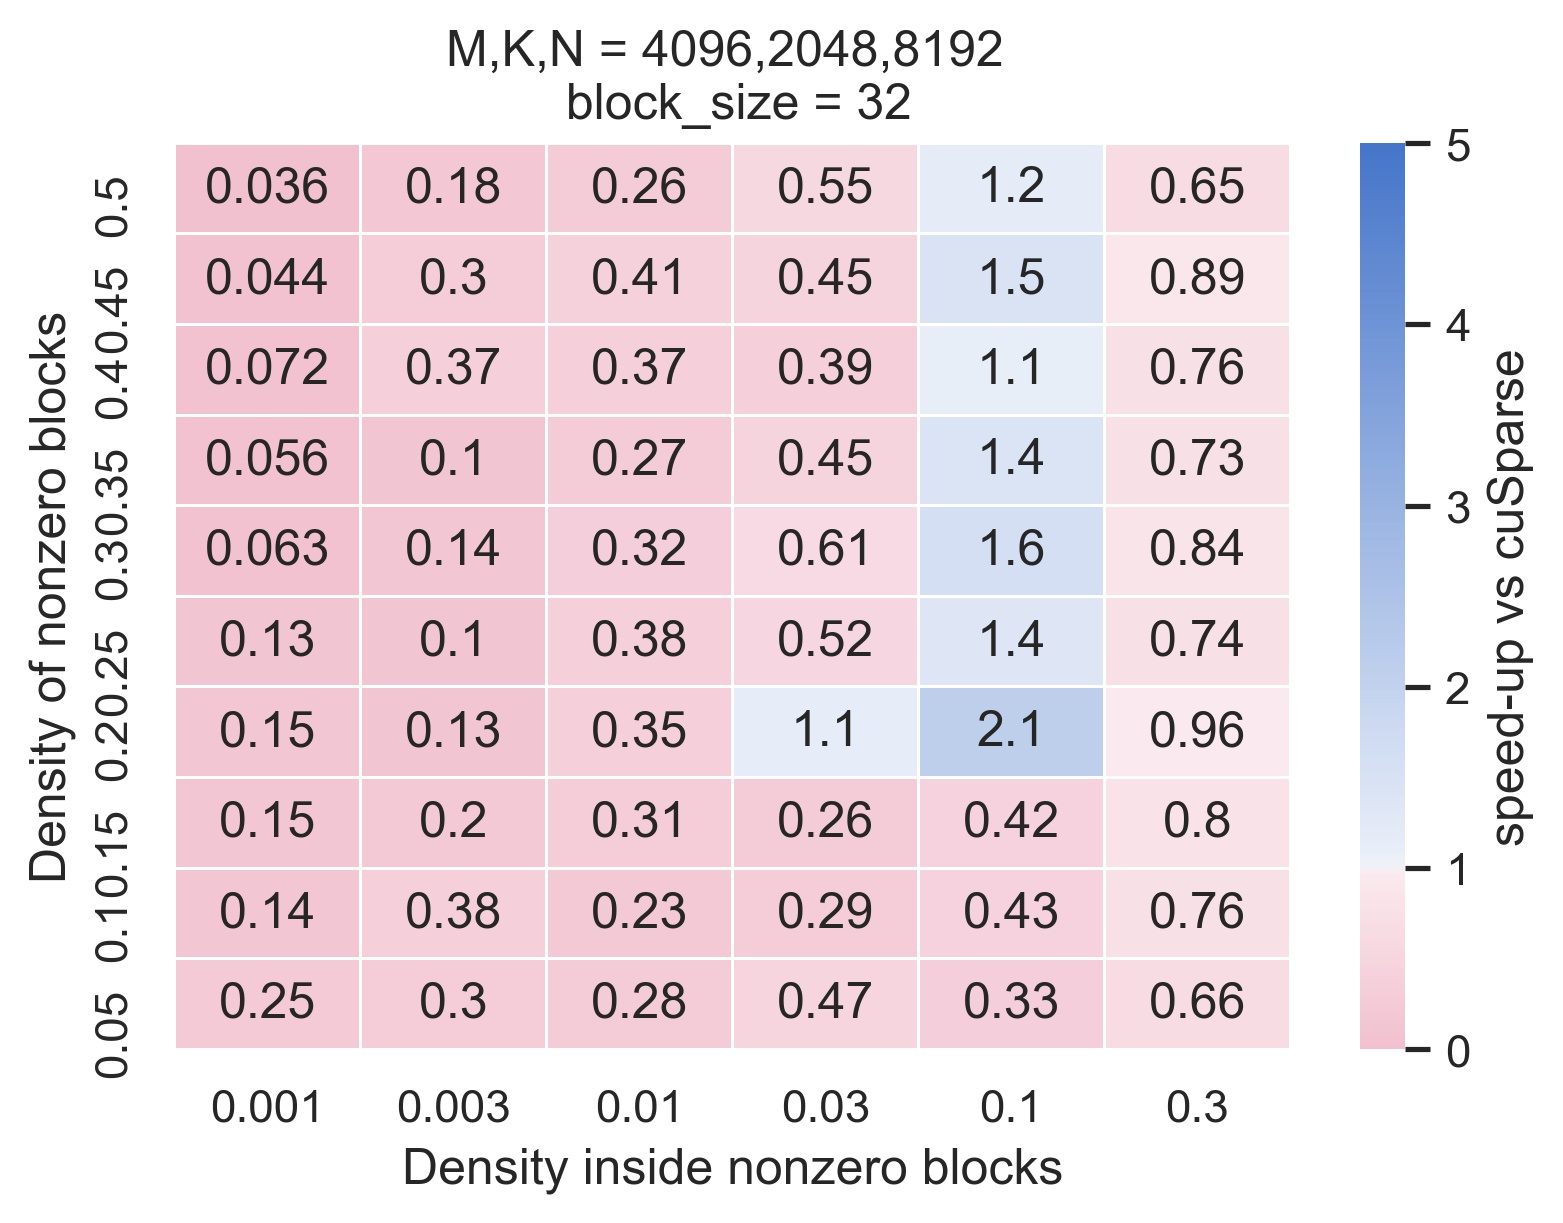 M,K,N = 4096,2048,8192
block_size = 32
Density of nonzero blocks
0.5 0.036 0.18 0.26 0.55 1.2 0.65
0.45 0.044 0.3 0.41 0.45 1.5 0.89
0.4 0.072 0.37 0.37 0.39 1.1 0.76
0.35 0.056 0.1 0.27 0.45 1.4 0.73
0.30 0.063 0.14 0.32 0.61 1.6 0.84
0.25 0.13 0.1 0.38 0.52 1.4 0.74
0.20 0.15 0.13 0.35 1.1 2.1 0.96
0.15 0.15 0.2 0.31 0.26 0.42 0.8
0.10 0.14 0.38 0.23 0.29 0.43 0.76
0.05 0.25 0.3 0.28 0.47 0.33 0.66
0.001 0.003 0.01 0.03 0.1 0.3
Density inside nonzero blocks
5
4
3
2
1
0
speed-up vs cuSparse